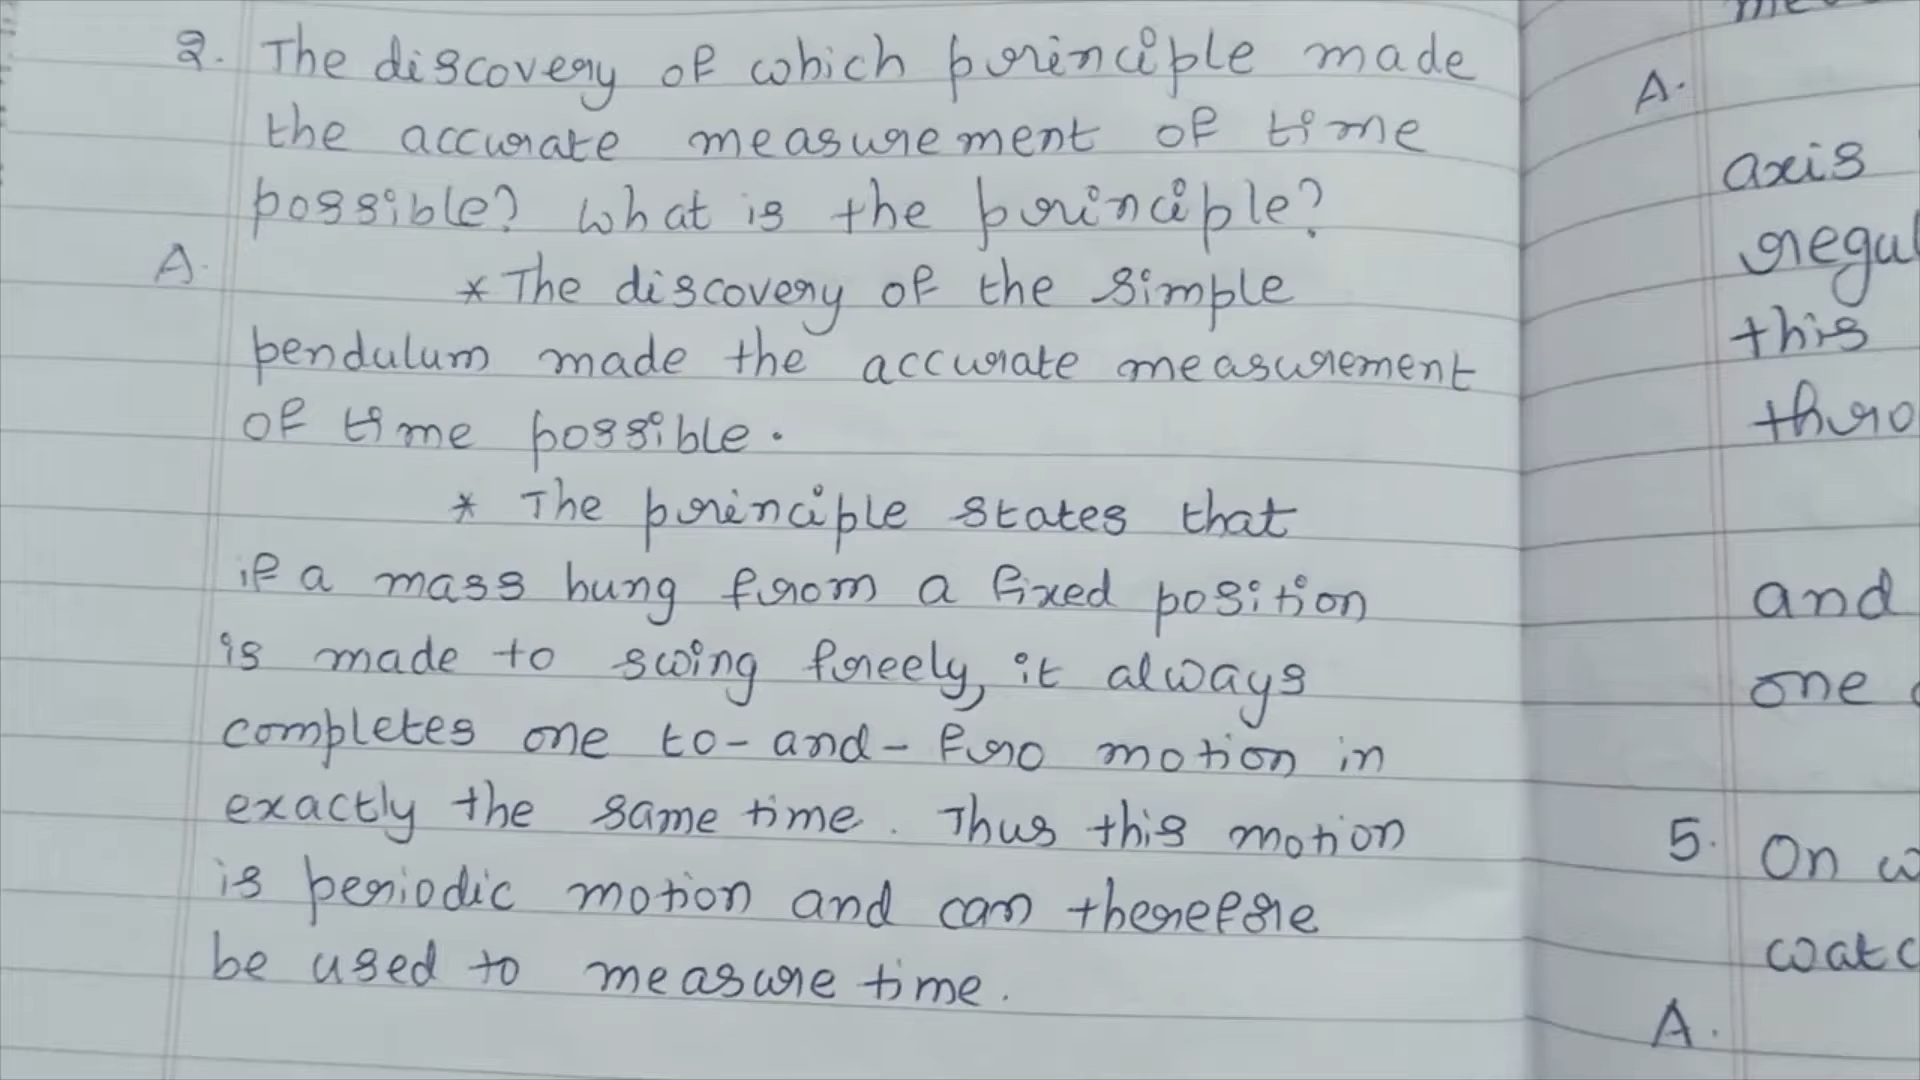 2. The discovery of which principle made
the accurate measurement of time
possible? What is the principle?
A. * The discovery of the simple
pendulum made the accurate measurement
of time possible.
* The principle states that
if a mass hung from a fixed position
is made to swing freely, it always
completes one to-and-fro motion in
exactly the same time. Thus this motion
is periodic motion and can therefore
be used to measure time.
A.
axis
this
and
one
5. On
A.